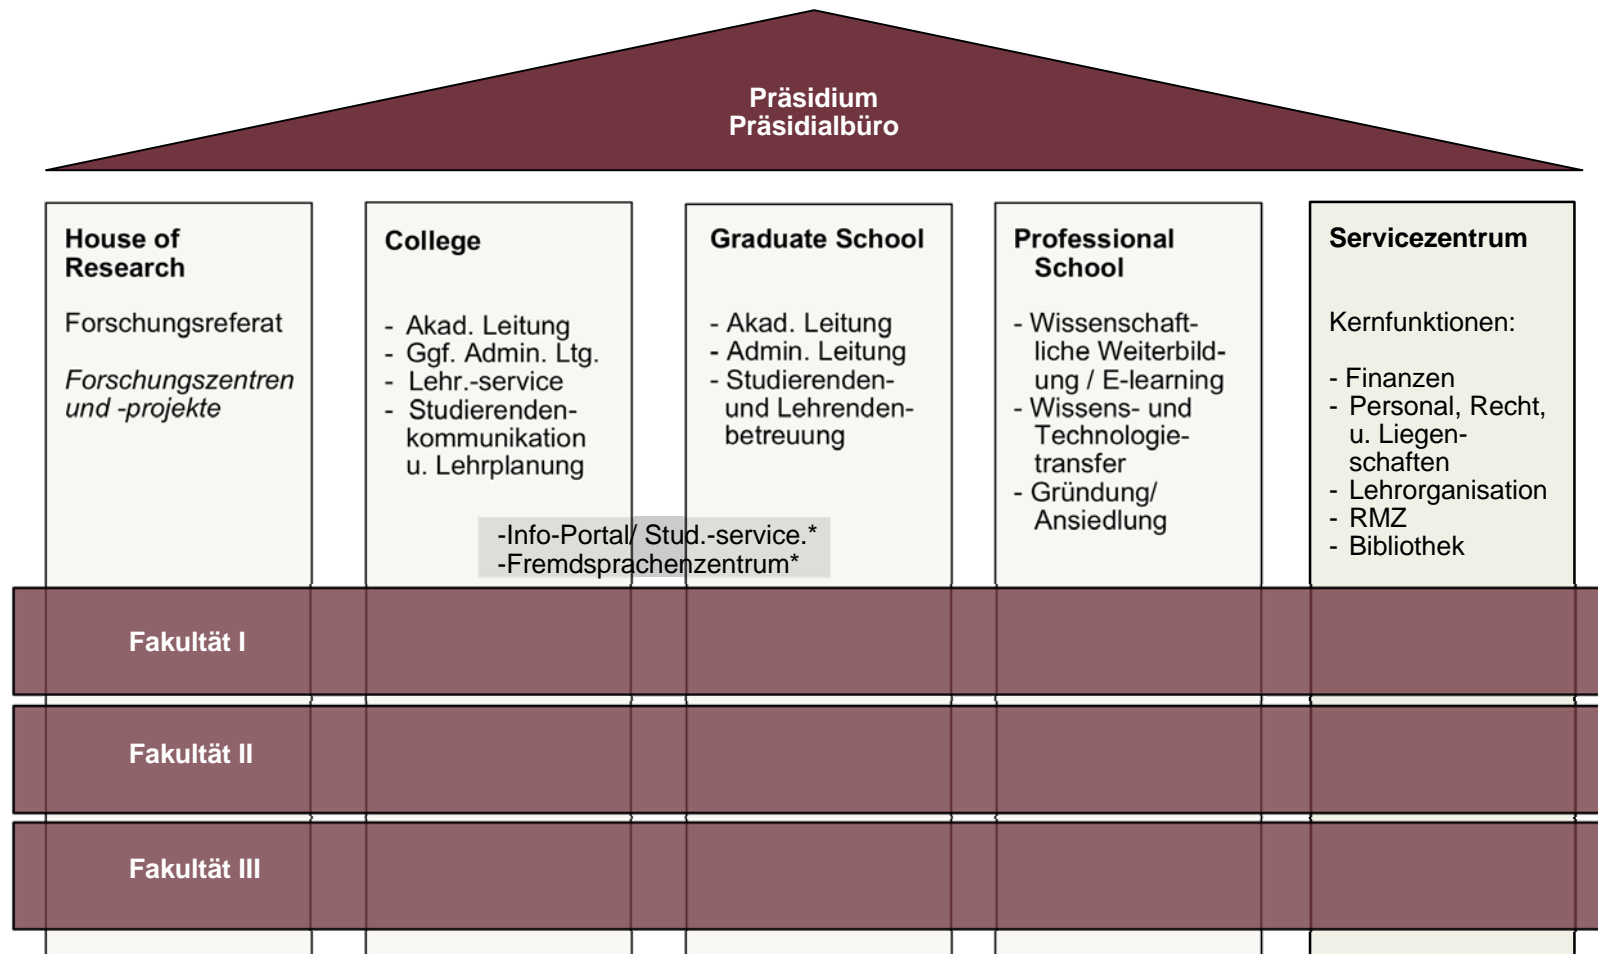 Präsidium
Präsidialbüro
House of
Research
Forschungsreferat
Forschungszentren
und -projekte
College
- Akad. Leitung
- Ggf. Admin. Ltg.
- Lehr.-service
- Studierenden-
kommunikation
u. Lehrplanung
Graduate School
- Akad. Leitung
- Admin. Leitung
- Studierenden-
und Lehrenden-
betreuung
-Info-Portal/ Stud.-service.*
-Fremdsprachenzentrum*
Professional
School
- Wissenschaft-
liche Weiterbild-
ung / E-learning
- Wissens- und
Technologie-
transfer
- Gründung/
Ansiedlung
Servicezentrum
Kernfunktionen:
- Finanzen
- Personal, Recht,
u. Liegen-
schaften
- Lehrorganisation
- RMZ
- Bibliothek
Fakultät I
Fakultät II
Fakultät III